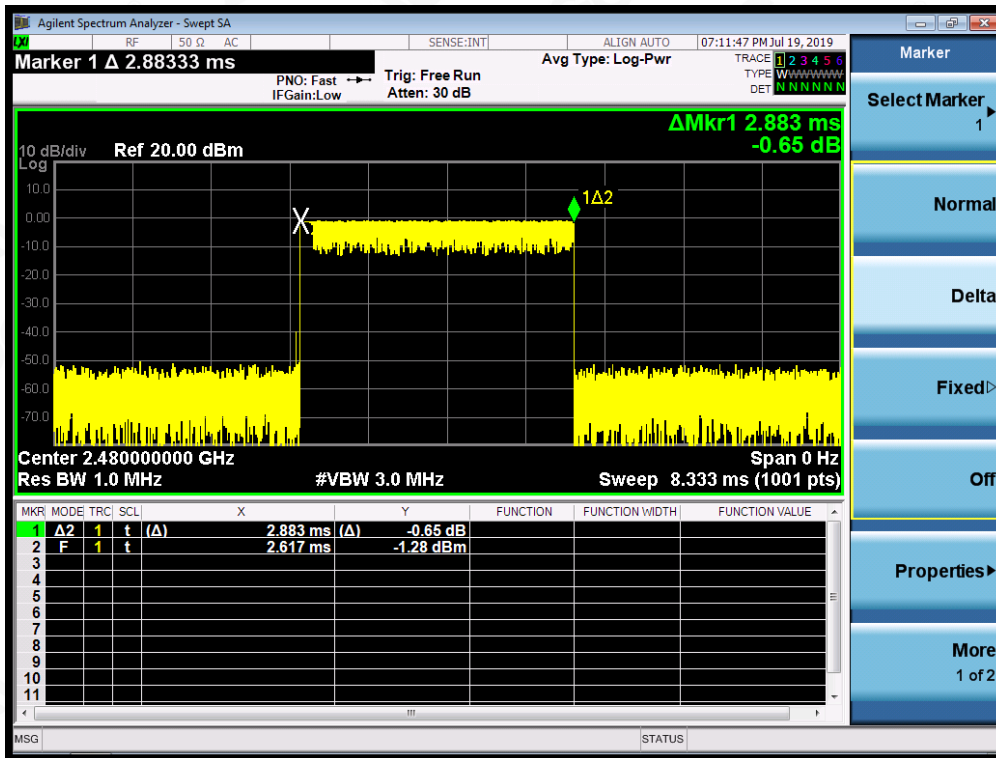 Agilent Spectrum Analyzer - Swept SA
LXI RF 50 Ω AC SENSE:INT ALIGN AUTO 07:11:47 PM Jul 19, 2019
Marker 1 Δ 2.88333 ms
PNO: Fast
IFGain:Low
Trig: Free Run
Atten: 30 dB
Avg Type: Log-Pwr
TRACE 1 2 3 4 5 6
TYPE WWWWWW
DET N N N N N N
ΔMkr1 2.883 ms
-0.65 dB
10 dB/div Ref 20.00 dBm
Log
10.0
0.00
-10.0
-20.0
-30.0
-40.0
-50.0
-60.0
-70.0
X
1Δ2
Center 2.480000000 GHz Span 0 Hz
Res BW 1.0 MHz #VBW 3.0 MHz Sweep 8.333 ms (1001 pts)
MKR MODE TRC SCL X Y FUNCTION FUNCTION WIDTH FUNCTION VALUE
1 Δ2 1 t (Δ) 2.883 ms (Δ) -0.65 dB
2 F 1 t 2.617 ms -1.28 dBm
3
4
5
6
7
8
9
10
11
MSG STATUS
Marker
Select Marker
1
Normal
Delta
Fixed
Off
Properties
More
1 of 2